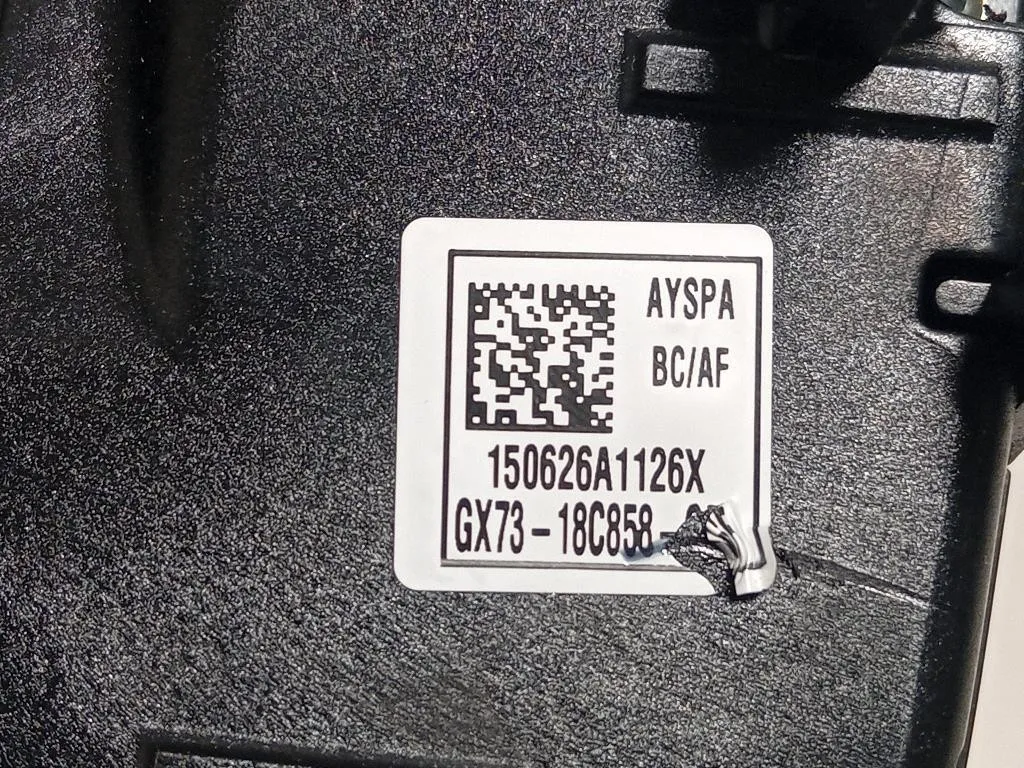 AYSPA
BC/AF
150626A1126X
GX73-18C858-